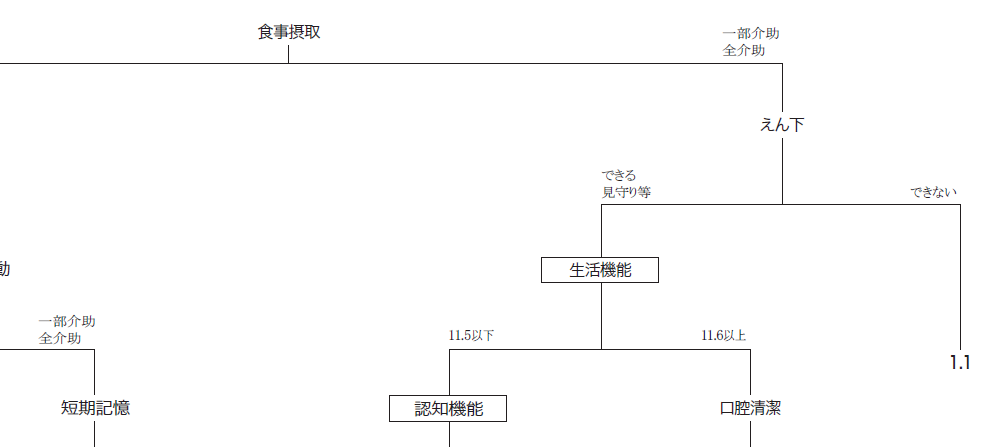 食事摂取
一部介助
全介助
えん下
できる
見守り等
できない
生活機能
動
一部介助
全介助
11.5以下
11.6以上
1.1
短期記憶
認知機能
口腔清潔